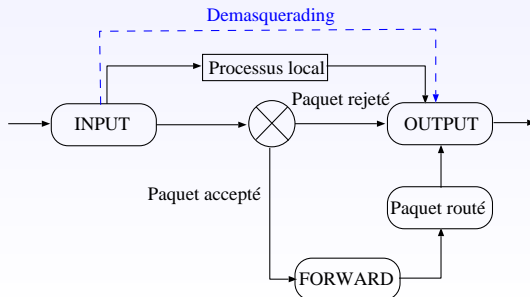 Demasquerading
Processus local
Paquet rejeté
INPUT
OUTPUT
Paquet accepté
Paquet routé
FORWARD